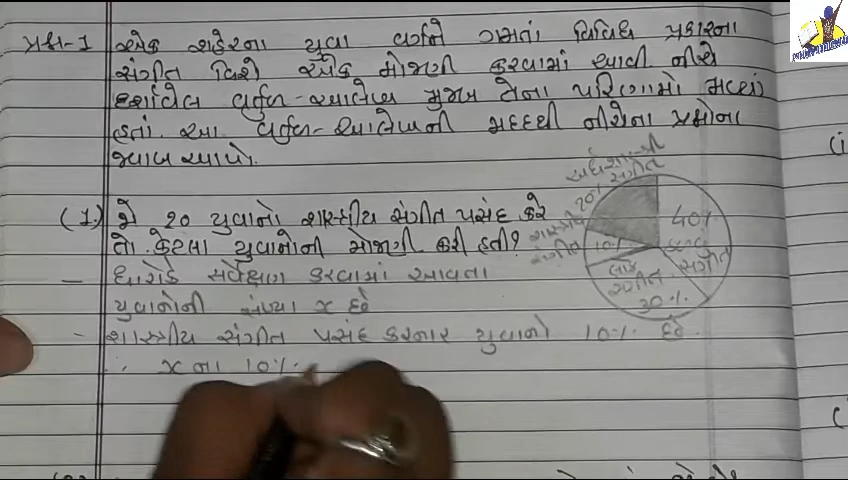 પ્રશ્ન-1 એક શહેરના યુવા વર્ગને ગમતાં વિવિધ પ્રકારના
સંગીત વિશે એક મોજણી કરવામાં આવી નીચે
દર્શાવેલ વર્તુળ-આલેખ મુજબ તેના પરિણામો મળ્યાં
હતાં. આ વર્તુળ-આલેખની મદદથી નીચેના પ્રશ્નોના
જવાબ આપો.
(1.) જો 20 યુવાનો શાસ્ત્રીય સંગીત પસંદ કરે
તો કેટલા યુવાનોની મોજણી કરી હતી?
- ધારોકે સર્વેક્ષણ કરવામાં આવતા
યુવાનોની સંખ્યા x છે
- શાસ્ત્રીય સંગીત પસંદ કરનાર યુવાનો 10% છે.
∴ x ના 10%
સંગીત
20%
શાસ્ત્રીય
સંગીત
10%
40%
સંગીત
લોક
સંગીત
30%
(i
(